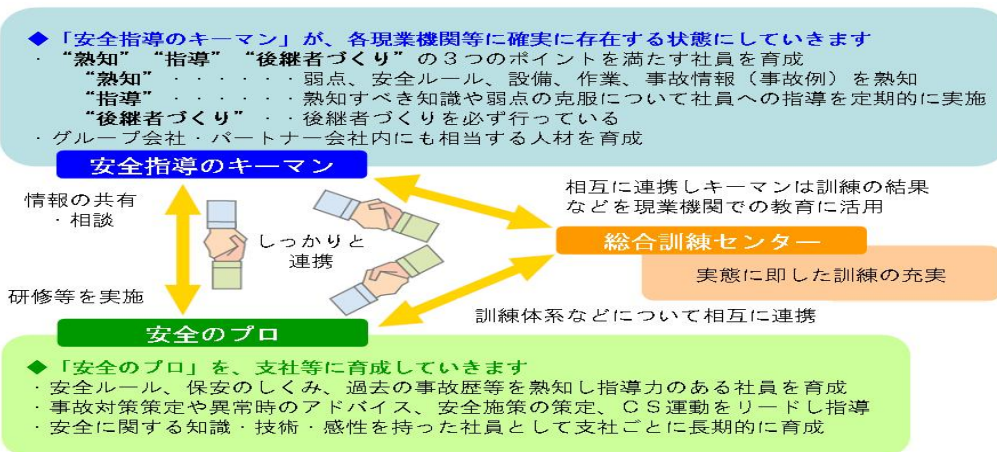 ◆「安全指導のキーマン」が、各現業機関等に確実に存在する状態にしていきます
・“熟知”“指導”“後継者づくり”の３つのポイントを満たす社員を育成
“熟知”・・・・・・弱点、安全ルール、設備、作業、事故情報（事故例）を熟知
“指導”・・・・・・熟知すべき知識や弱点の克服について社員への指導を定期的に実施
“後継者づくり”・・後継者づくりを必ず行っている
・グループ会社・パートナー会社内にも相当する人材を育成
安全指導のキーマン
情報の共有
・相談
しっかりと
連携
相互に連携しキーマンは訓練の結果
などを現業機関での教育に活用
総合訓練センター
実態に即した訓練の充実
研修等を実施
訓練体系などについて相互に連携
安全のプロ
◆「安全のプロ」を、支社等に育成していきます
・安全ルール、保安のしくみ、過去の事故歴等を熟知し指導力のある社員を育成
・事故対策策定や異常時のアドバイス、安全施策の策定、ＣＳ運動をリードし指導
・安全に関する知識・技術・感性を持った社員として支社ごとに長期的に育成